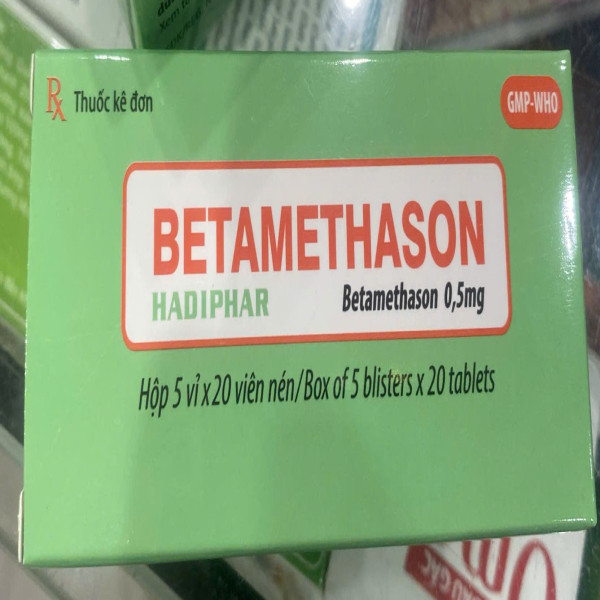 Rx Thuốc kê đơn
GMP-WHO
BETAMETHASON
HADIPHAR
Betamethason 0,5mg
Hộp 5 vỉ x 20 viên nén/Box of 5 blisters x 20 tablets